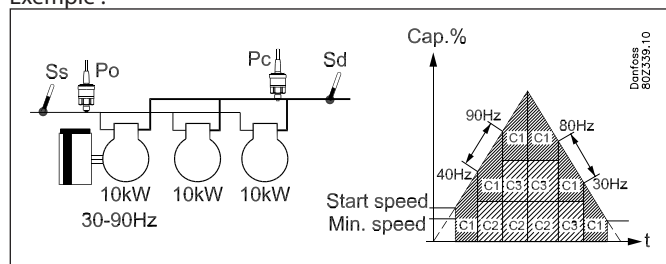 Exemple :
Ss
Po
Pc
Sd
10kW
10kW
10kW
30-90Hz
Cap.%
Danfoss
80Z339.10
90Hz
80Hz
C1 C1
40Hz
30Hz
C1 C3 C3 C1
Start speed
Min. speed
C1 C2 C2 C2 C3 C1
t